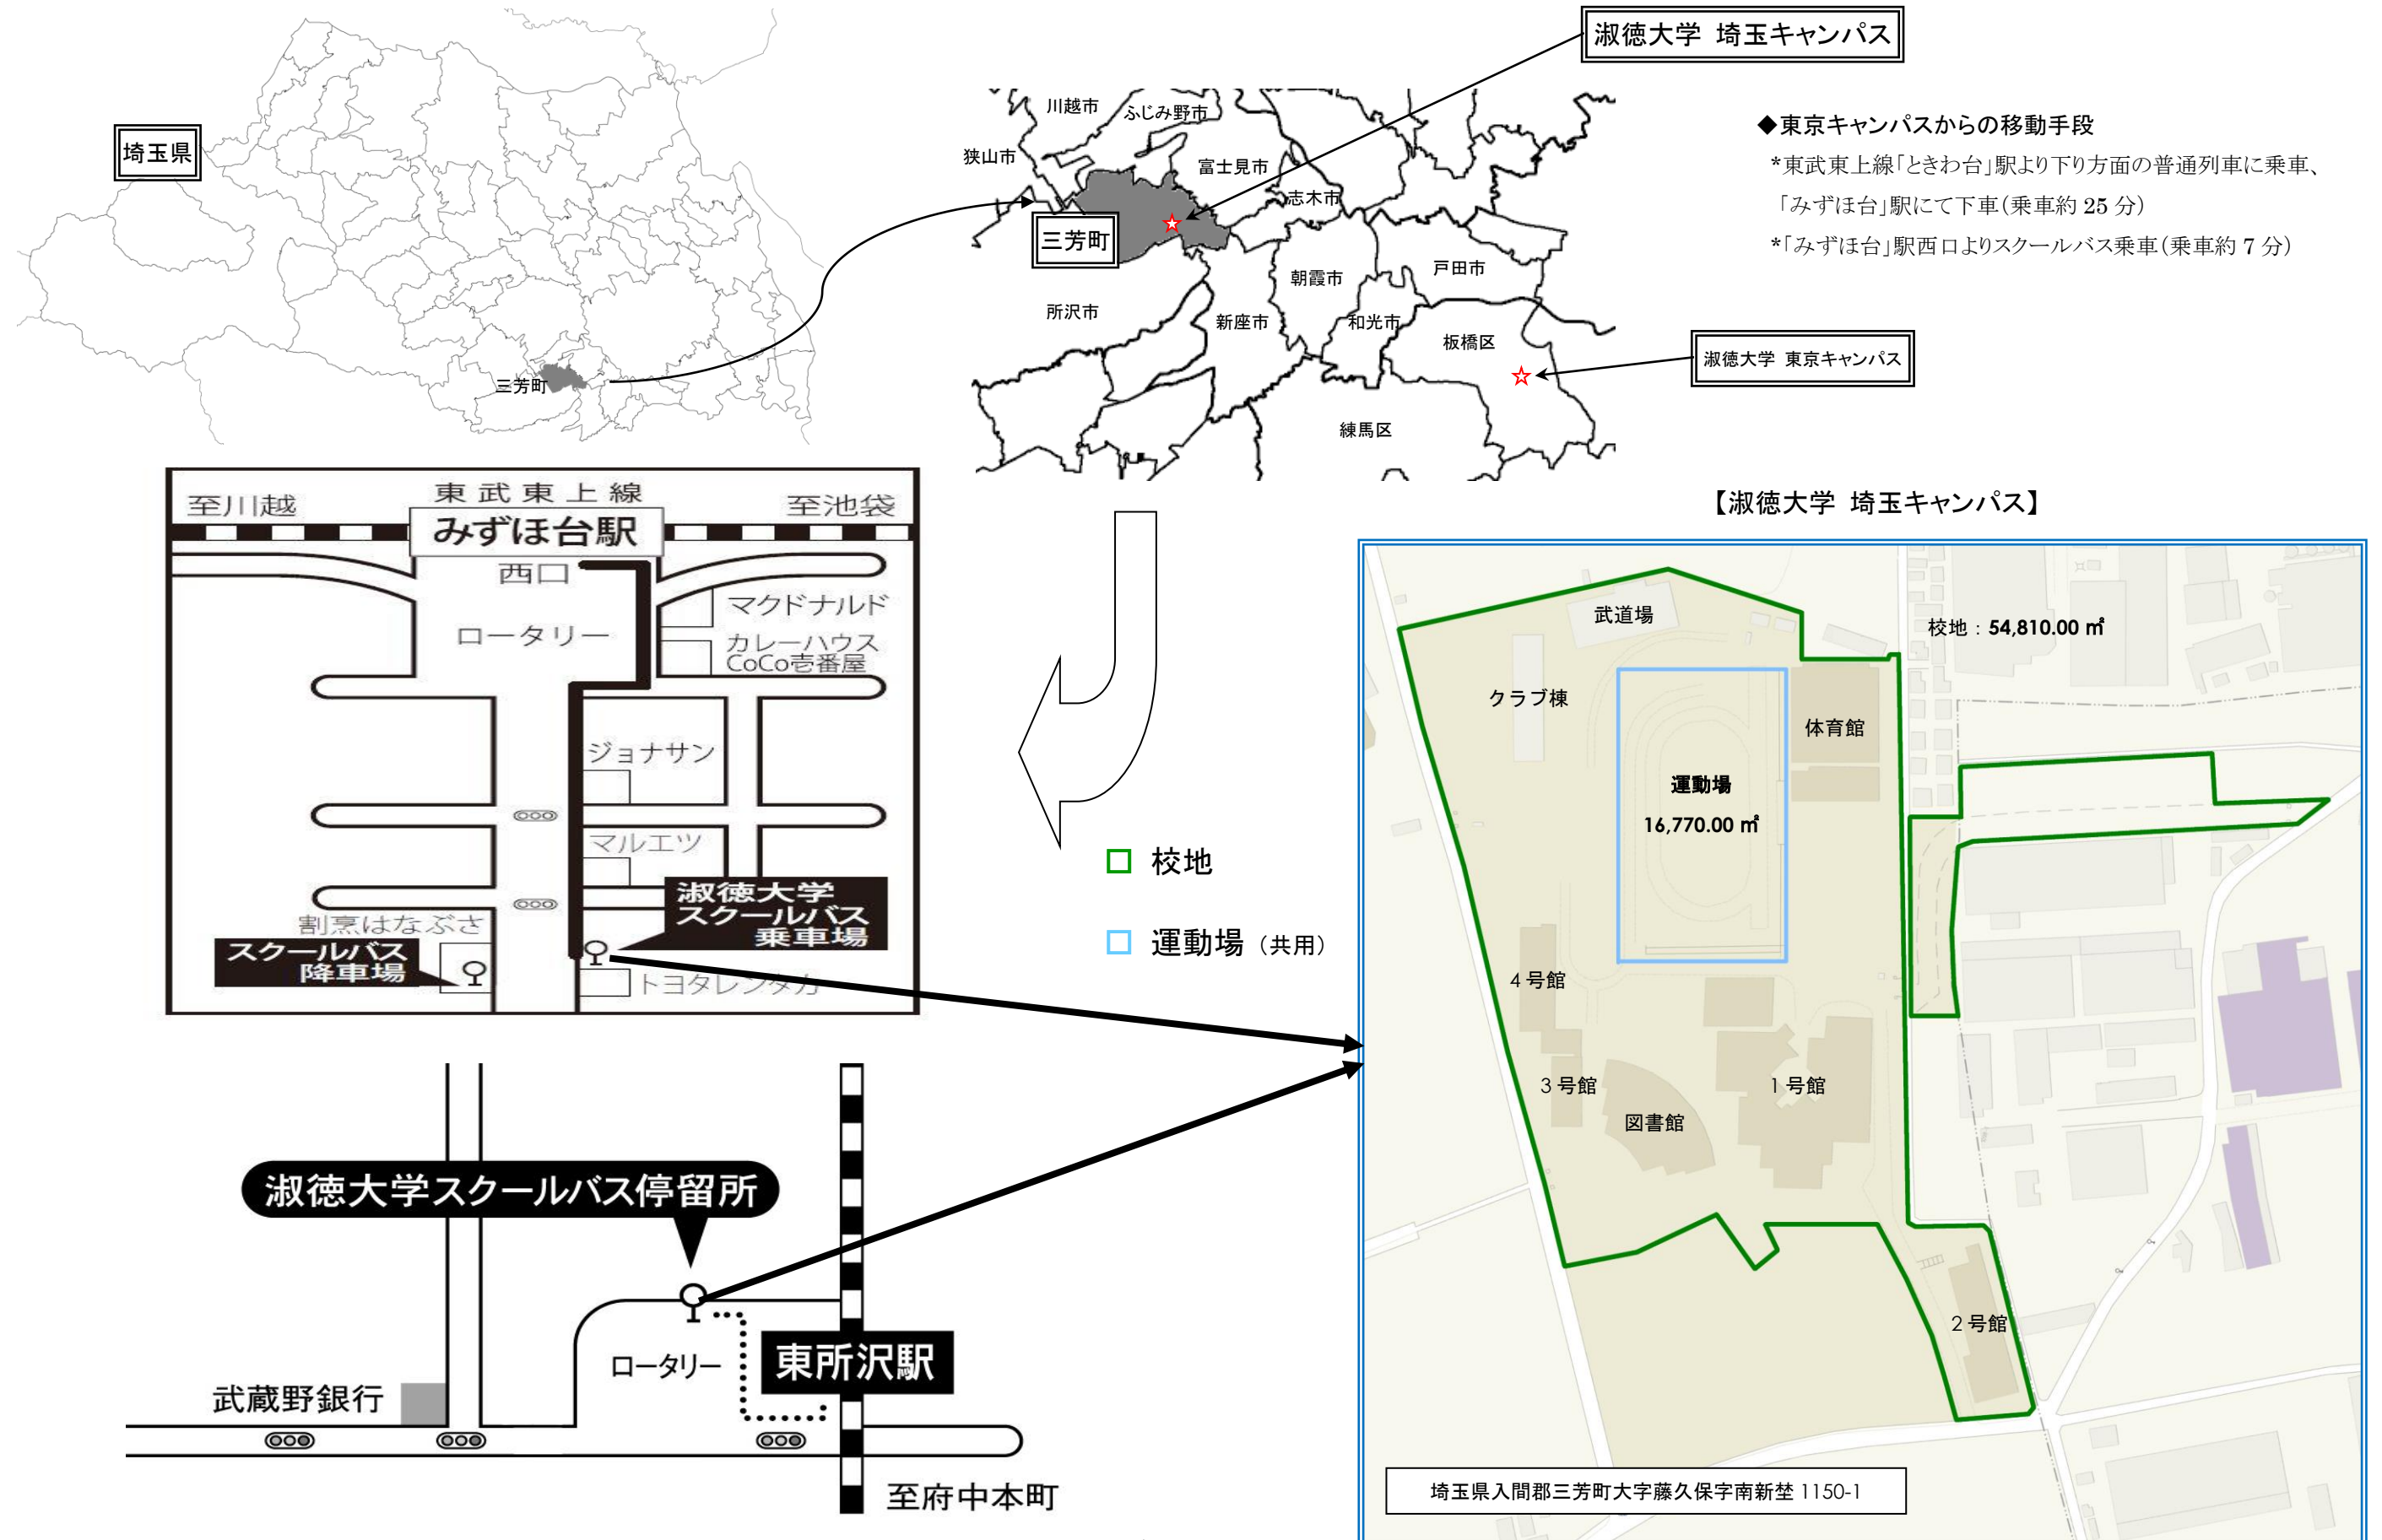 埼玉県
三芳町
淑徳大学 埼玉キャンパス
川越市
ふじみ野市
狭山市
富士見市
志木市
三芳町
朝霞市
戸田市
所沢市
新座市
和光市
板橋区
練馬区
淑徳大学 東京キャンパス
◆東京キャンパスからの移動手段
*東武東上線「ときわ台」駅より下り方面の普通列車に乗車、
「みずほ台」駅にて下車(乗車約 25 分)
*「みずほ台」駅西口よりスクールバス乗車(乗車約 7 分)
東武東上線
至川越
至池袋
みずほ台駅
西口
マクドナルド
ロータリー
カレーハウス
CoCo壱番屋
ジョナサン
マルエツ
淑徳大学
スクールバス
乗車場
割烹はなぶさ
スクールバス
降車場
トヨタレンタカ
校地
運動場(共用)
淑徳大学スクールバス停留所
ロータリー
東所沢駅
武蔵野銀行
至府中本町
【淑徳大学 埼玉キャンパス】
武道場
校地:54,810.00 ㎡
クラブ棟
体育館
運動場
16,770.00 ㎡
4 号館
3 号館
1 号館
図書館
2 号館
埼玉県入間郡三芳町大字藤久保字南新埜 1150-1